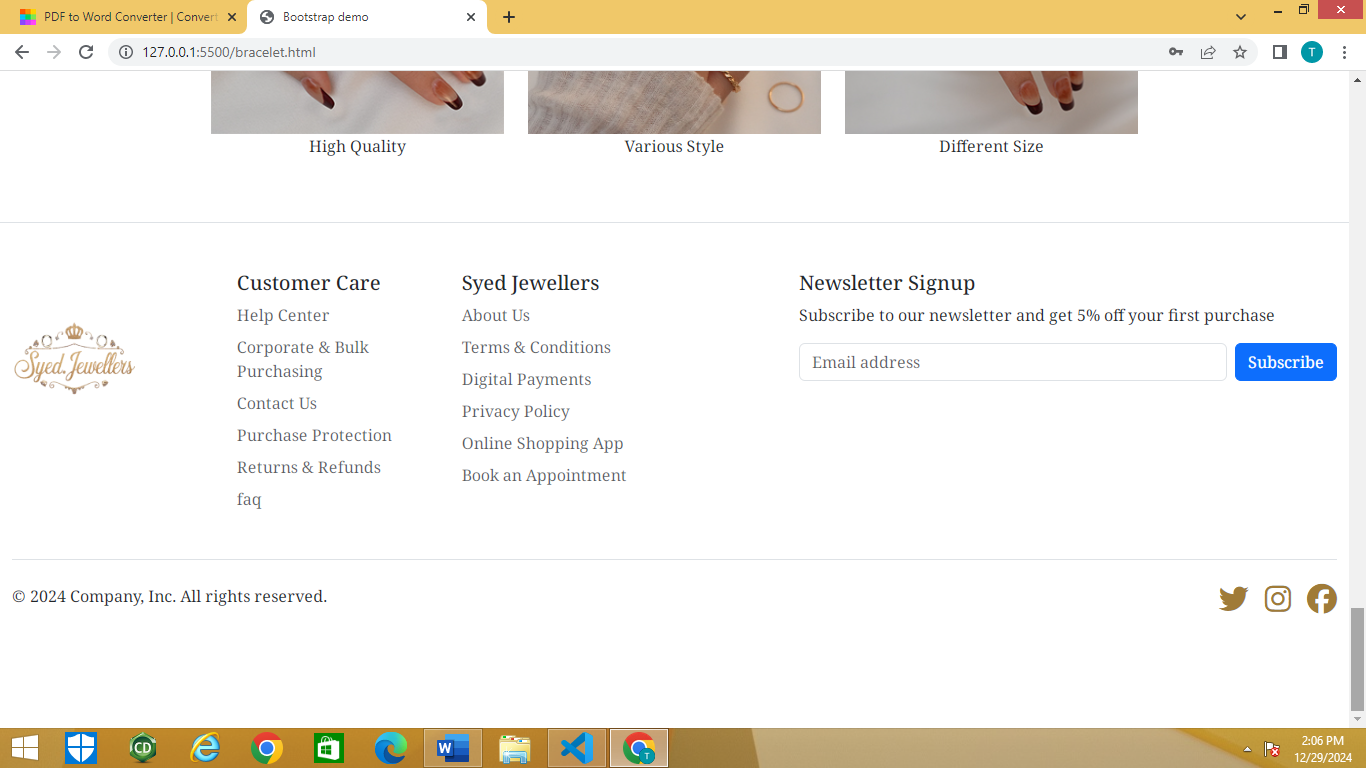 PDF to Word Converter | Convert
Bootstrap demo
127.0.0.1:5500/bracelet.html
T
High Quality
Various Style
Different Size
Syed Jewellers
Customer Care
Help Center
Corporate & Bulk
Purchasing
Contact Us
Purchase Protection
Returns & Refunds
faq
Syed Jewellers
About Us
Terms & Conditions
Digital Payments
Privacy Policy
Online Shopping App
Book an Appointment
Newsletter Signup
Subscribe to our newsletter and get 5% off your first purchase
Email address
Subscribe
© 2024 Company, Inc. All rights reserved.
CD
W
T
2:06 PM
12/29/2024